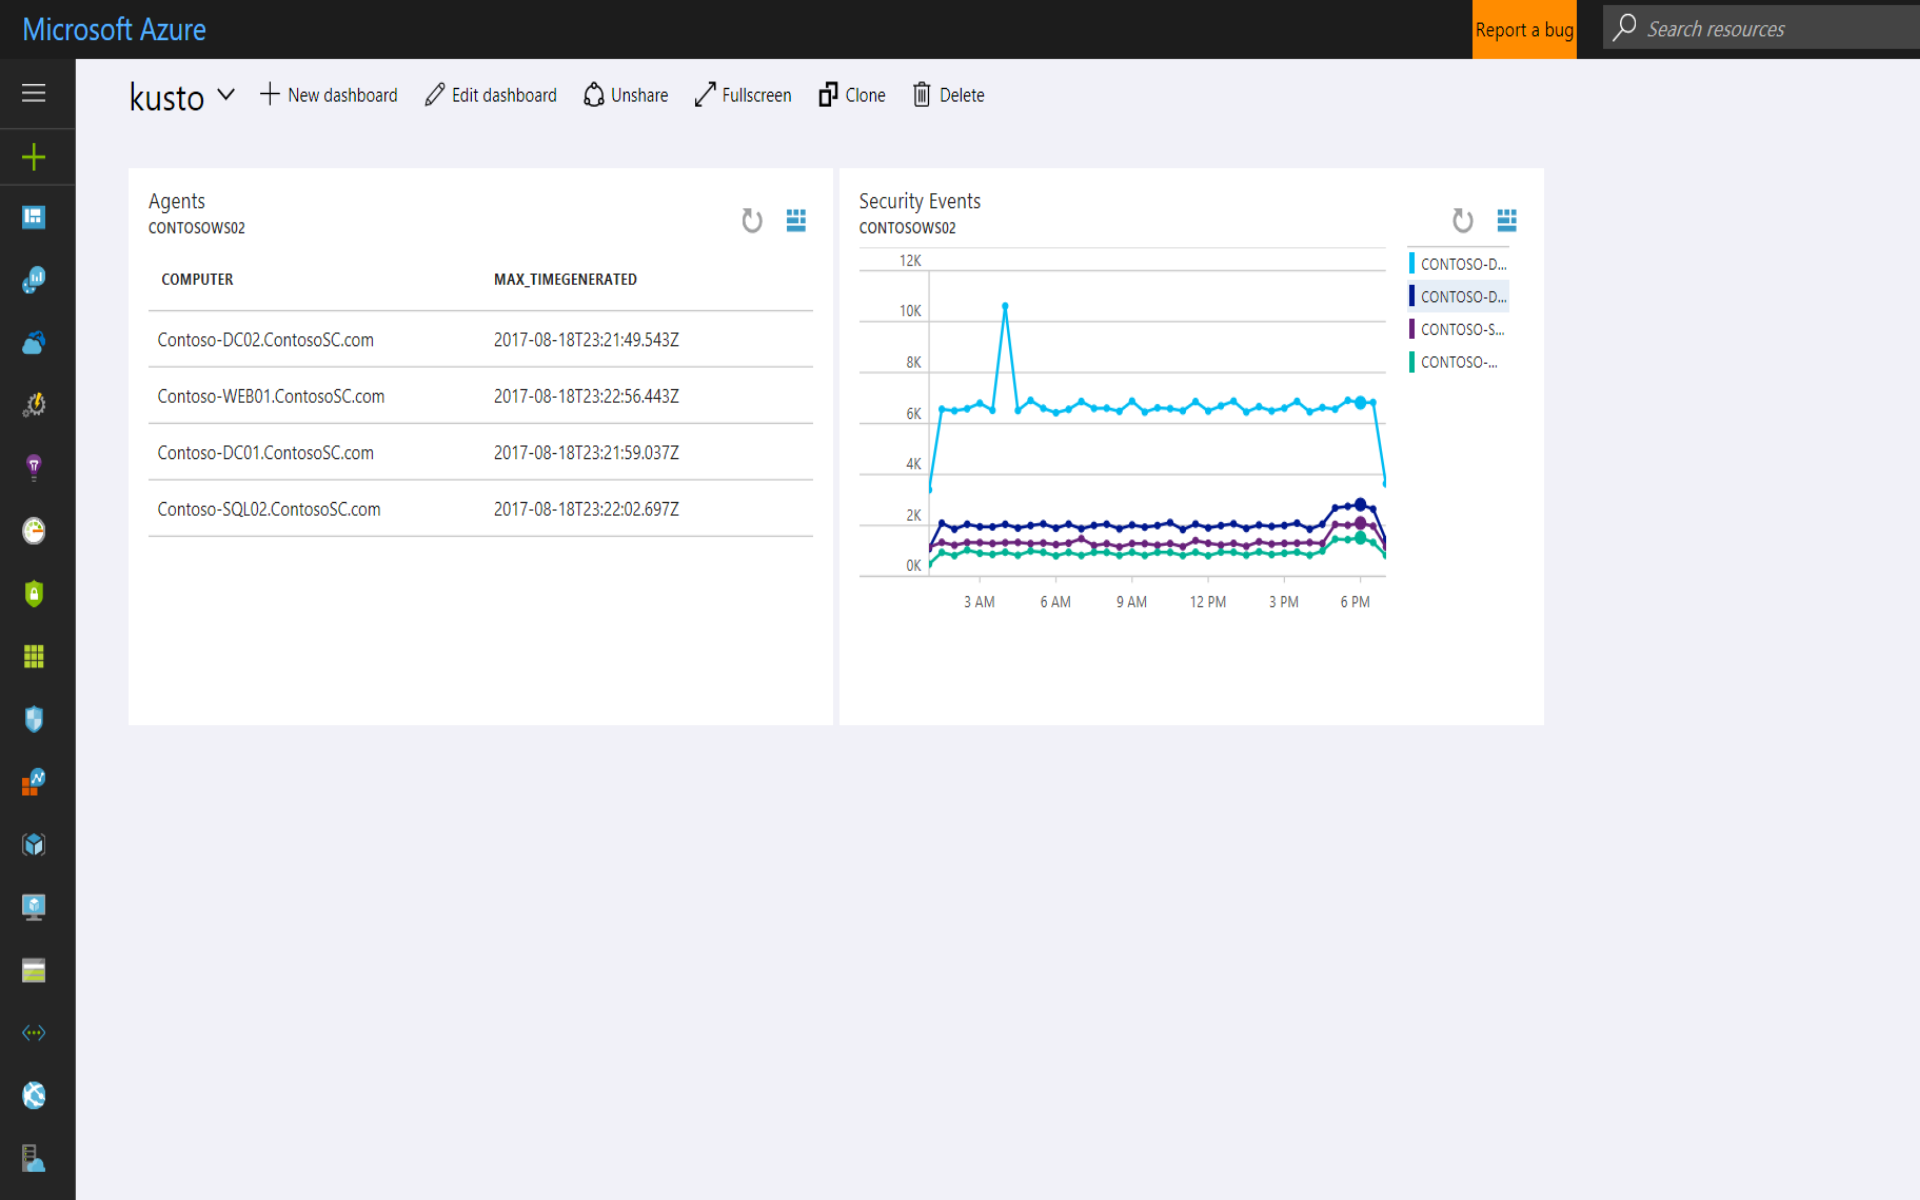 Microsoft Azure
Report a bug
Search resources
kusto
New dashboard
Edit dashboard
Unshare
Fullscreen
Clone
Delete
Agents
CONTOSOWS02
COMPUTER MAX_TIMEGENERATED
Contoso-DC02.ContosoSC.com 2017-08-18T23:21:49.543Z
Contoso-WEB01.ContosoSC.com 2017-08-18T23:22:56.443Z
Contoso-DC01.ContosoSC.com 2017-08-18T23:21:59.037Z
Contoso-SQL02.ContosoSC.com 2017-08-18T23:22:02.697Z
Security Events
CONTOSOWS02
12K
10K
8K
6K
4K
2K
0K
3 AM 6 AM 9 AM 12 PM 3 PM 6 PM
CONTOSO-D...
CONTOSO-D...
CONTOSO-S...
CONTOSO-...